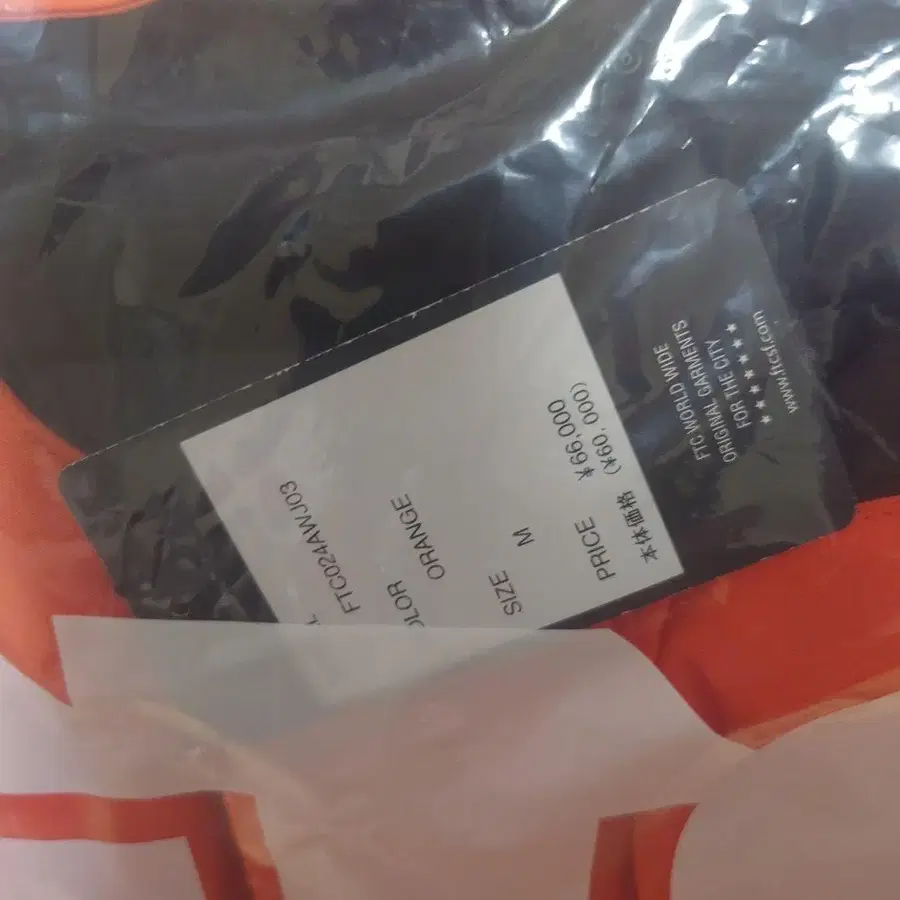 FTC024AWJ03
ORANGE
SIZE
M
PRICE ¥66,000
本体価格 (¥60,000)
FTC WORLD WIDE
ORIGINAL GARMENTS
FOR THE CITY
★★★★★★
www.ftcsf.com